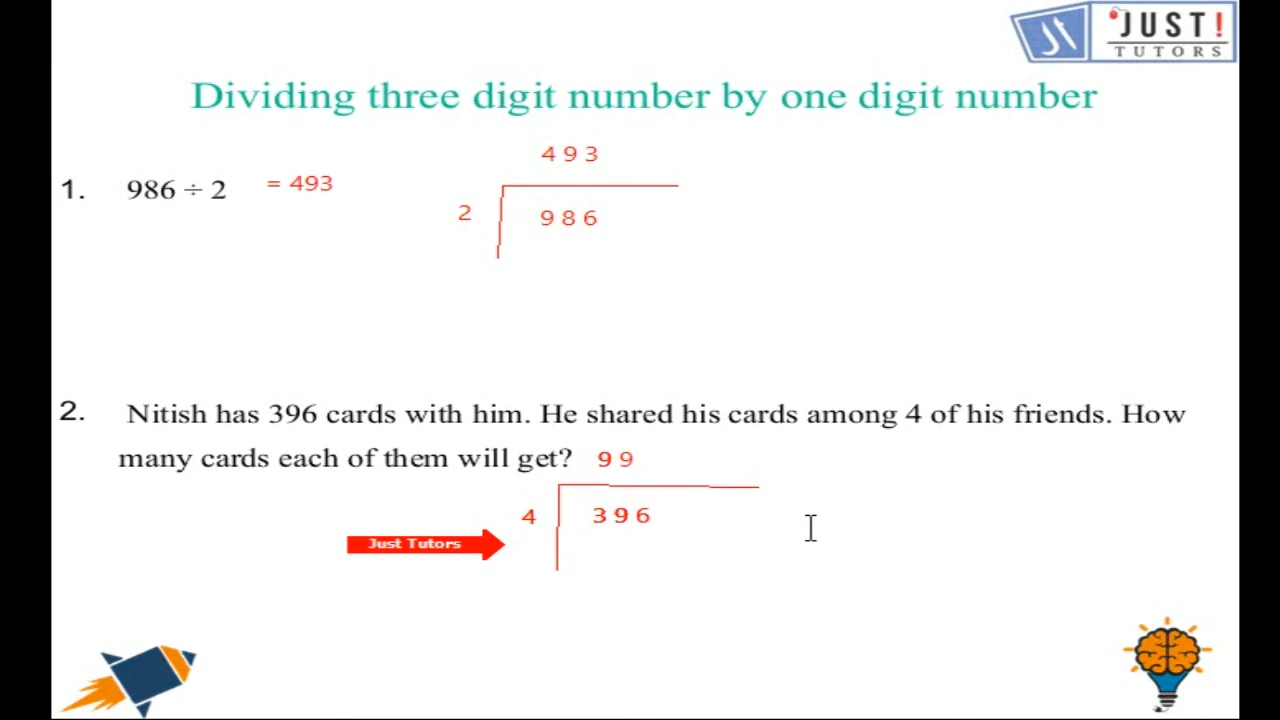 JUST!
TUTORS
Dividing three digit number by one digit number
4 9 3
1. 986 ÷ 2 = 493
2 9 8 6
2. Nitish has 396 cards with him. He shared his cards among 4 of his friends. How
many cards each of them will get? 9 9
4 3 9 6
Just Tutors